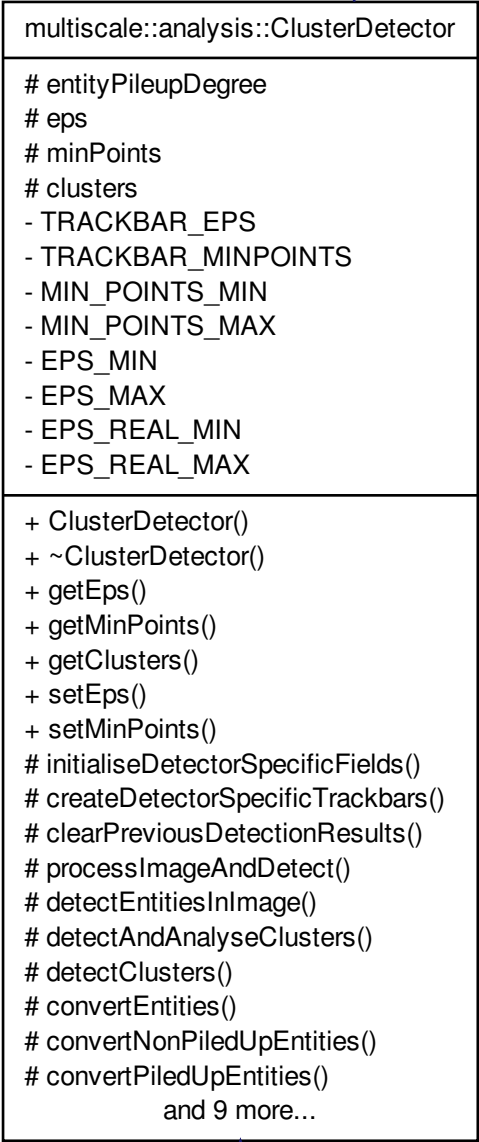 multiscale::analysis::ClusterDetector
# entityPileupDegree
# eps
# minPoints
# clusters
- TRACKBAR_EPS
- TRACKBAR_MINPOINTS
- MIN_POINTS_MIN
- MIN_POINTS_MAX
- EPS_MIN
- EPS_MAX
- EPS_REAL_MIN
- EPS_REAL_MAX
+ ClusterDetector()
+ ~ClusterDetector()
+ getEps()
+ getMinPoints()
+ getClusters()
+ setEps()
+ setMinPoints()
# initialiseDetectorSpecificFields()
# createDetectorSpecificTrackbars()
# clearPreviousDetectionResults()
# processImageAndDetect()
# detectEntitiesInImage()
# detectAndAnalyseClusters()
# detectClusters()
# convertEntities()
# convertNonPiledUpEntities()
# convertPiledUpEntities()
and 9 more...